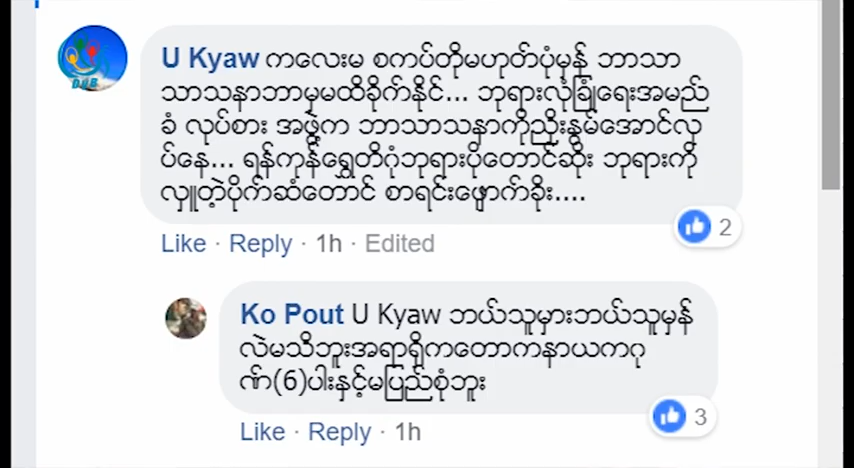 U Kyaw ကလေးမ စကပ်တိုမဟုတ်ပုံမှန် ဘာသာ
သာသနာဘာမှမထိခိုက်နိုင်... ဘုရားလုံခြုံရေးအမည်
ခံ လုပ်စား အဖွဲ့က ဘာသာသနာကိုညှိုးနွမ်အောင်လု
ပ်နေ... ရန်ကုန်ရွှေတိဂုံဘုရားပိုတောင်ဆိုး ဘုရားကို
လှူတဲ့ပိုက်ဆံတောင် စာရင်းဖျောက်ခိုး....
2
Like · Reply · 1h · Edited
Ko Pout U Kyaw ဘယ်သူမှားဘယ်သူမှန်
လဲမသိဘူးအရာရှိကတောကနာယကဂု
ဏ်(6)ပါးနှင့်မပြည်စုံဘူး
3
Like · Reply · 1h